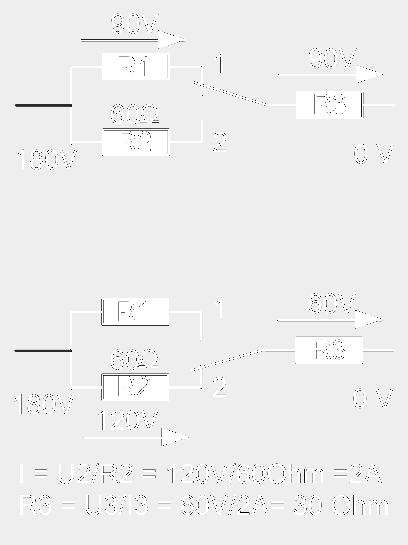 90V
R1
1
90V
60Ω
R3
R2
2
180V
0 V
R1
1
60V
60Ω
R3
R2
2
180V
0 V
120V
I = U2/R2 = 120V/60Ohm =2A
R3 = U3/I3 = 60V/2A= 30 Ohm